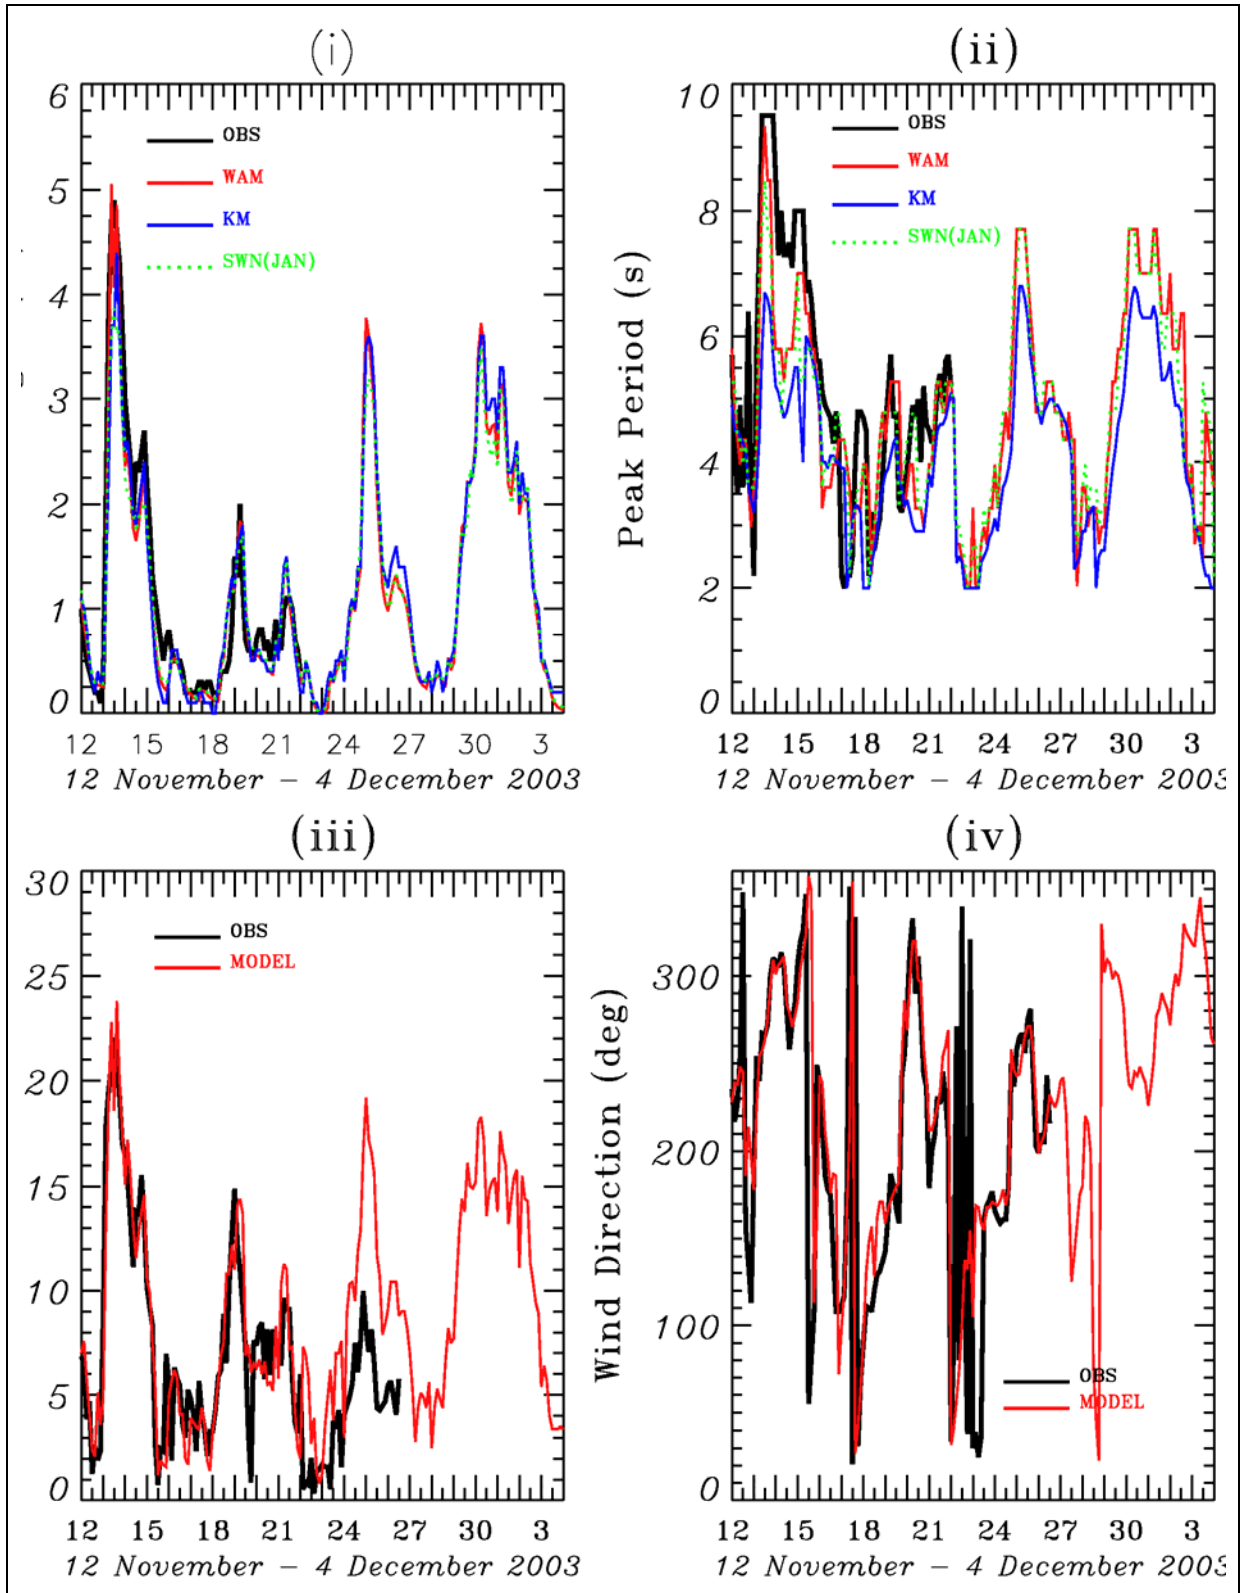 (i)
6
5
4
3
2
1
0
OBS
WAM
KM
SWN(JAN)
12 15 18 21 24 27 30 3
12 November – 4 December 2003
(ii)
Peak Period (s)
10
8
6
4
2
0
OBS
WAM
KM
SWN(JAN)
12 15 18 21 24 27 30 3
12 November – 4 December 2003
(iii)
30
25
20
15
10
5
0
OBS
MODEL
12 15 18 21 24 27 30 3
12 November – 4 December 2003
(iv)
Wind Direction (deg)
300
200
100
0
OBS
MODEL
12 15 18 21 24 27 30 3
12 November – 4 December 2003